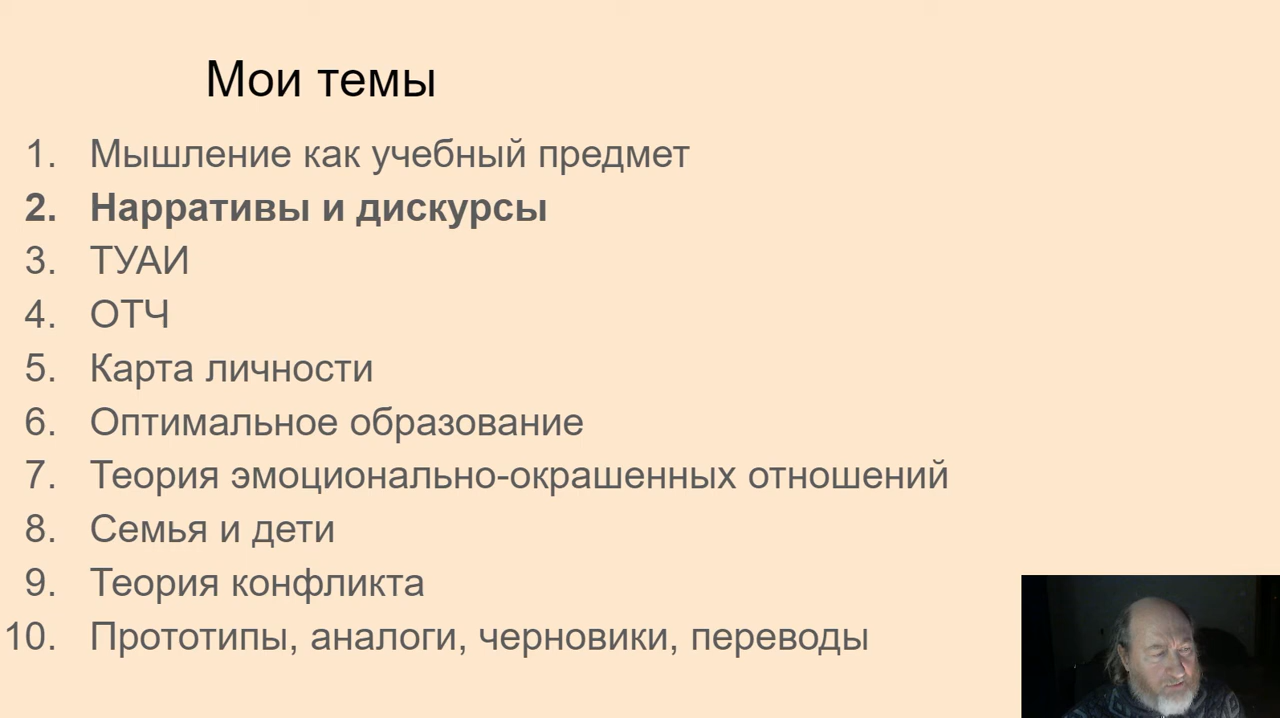 Мои темы
1. Мышление как учебный предмет
2. Нарративы и дискурсы
3. ТУАИ
4. ОТЧ
5. Карта личности
6. Оптимальное образование
7. Теория эмоционально-окрашенных отношений
8. Семья и дети
9. Теория конфликта
10. Прототипы, аналоги, черновики, переводы